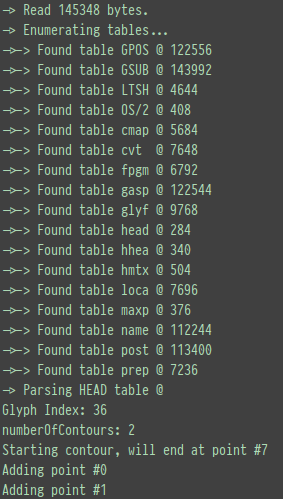 -> Read 145348 bytes.
-> Enumerating tables...
->-> Found table GPOS @ 122556
->-> Found table GSUB @ 143992
->-> Found table LTSH @ 4644
->-> Found table OS/2 @ 408
->-> Found table cmap @ 5684
->-> Found table cvt  @ 7648
->-> Found table fpgm @ 6792
->-> Found table gasp @ 122544
->-> Found table glyf @ 9768
->-> Found table head @ 284
->-> Found table hhea @ 340
->-> Found table hmtx @ 504
->-> Found table loca @ 7696
->-> Found table maxp @ 376
->-> Found table name @ 112244
->-> Found table post @ 113400
->-> Found table prep @ 7236
-> Parsing HEAD table @
Glyph Index: 36
numberOfContours: 2
Starting contour, will end at point #7
Adding point #0
Adding point #1